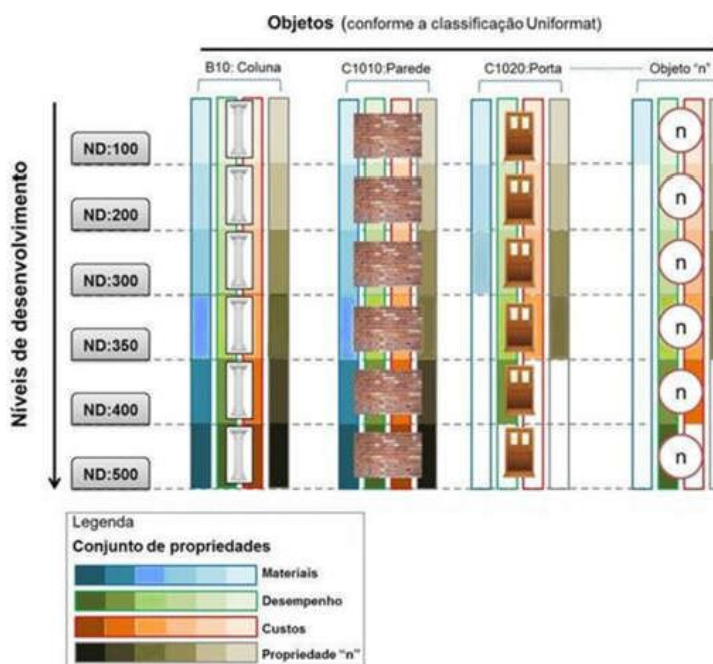 Objetos (conforme a classificação Uniformat)
B10: Coluna
C1010:Parede
C1020:Porta
Objeto "n"
Níveis de desenvolvimento
ND:100
n
ND:200
n
ND:300
n
ND:350
n
ND:400
n
ND:500
n
Legenda
Conjunto de propriedades
Materiais
Desempenho
Custos
Propriedade "n"